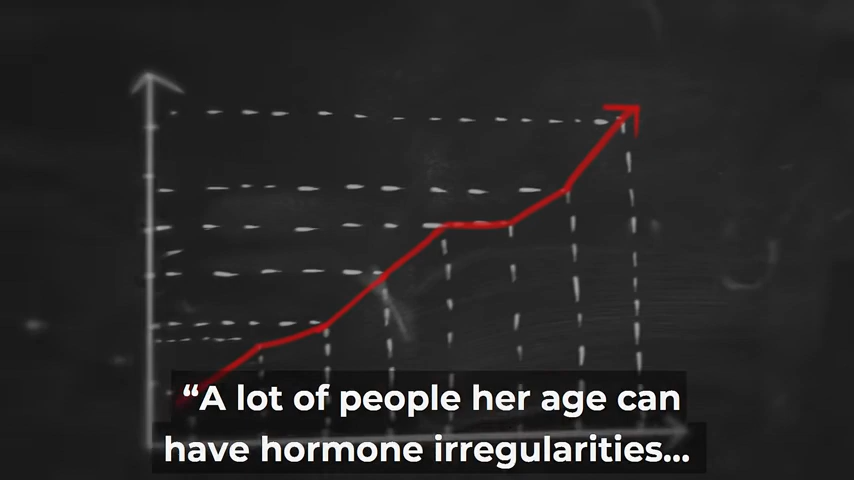 “A lot of people her age can
have hormone irregularities...